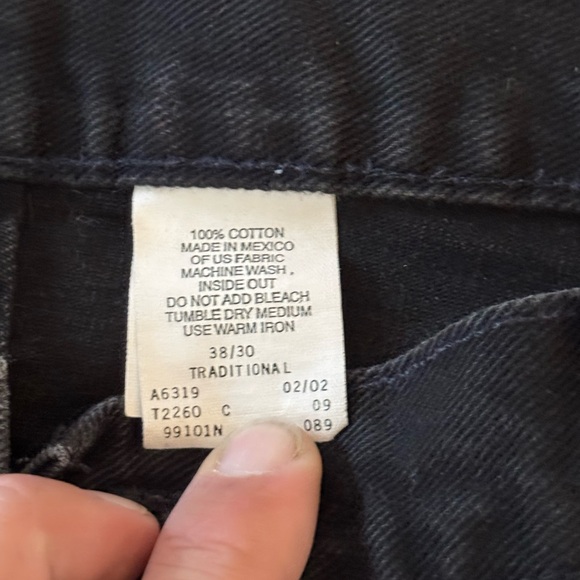 100% COTTON
MADE IN MEXICO
OF US FABRIC
MACHINE WASH,
INSIDE OUT
DO NOT ADD BLEACH
TUMBLE DRY MEDIUM
USE WARM IRON
38/30
TRADITIONAL
A6319 02/02
T2260 C 09
99101N 089